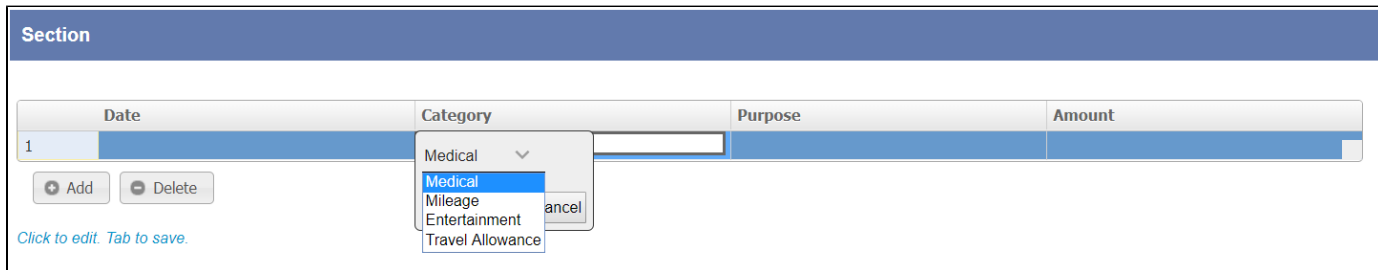 Section
Date Category Purpose Amount
1
Medical
Medical
Mileage
Entertainment
Travel Allowance
Add Delete
Click to edit. Tab to save.